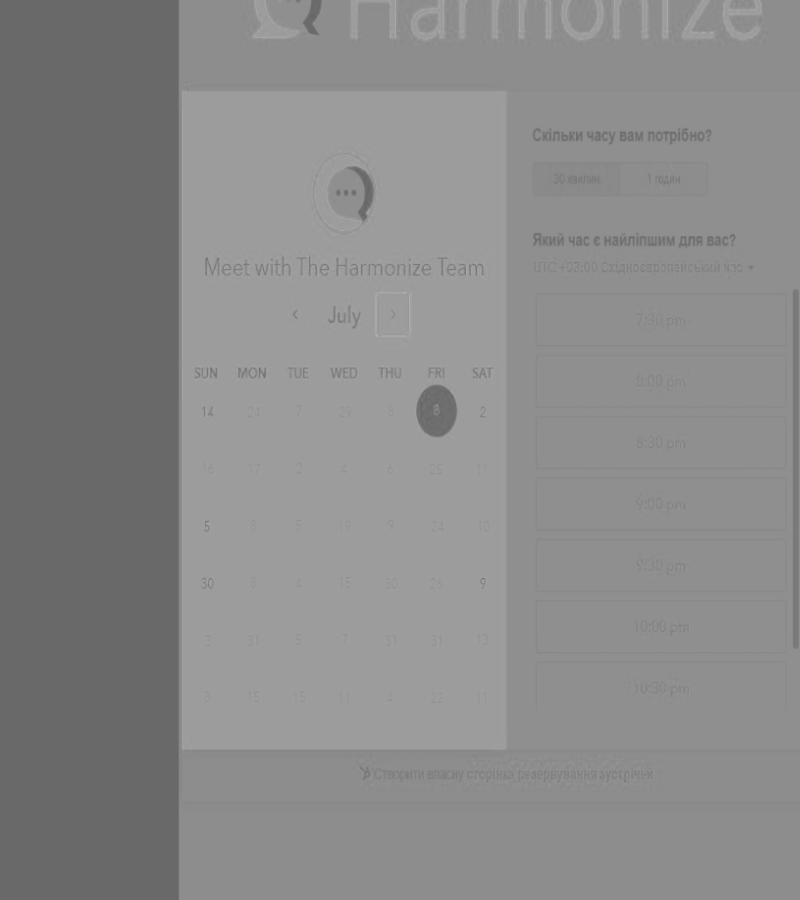 Harmonize
Meet with The Harmonize Team
‹ July ›
SUN MON TUE WED THU FRI SAT
14 24 7 29 8 8 2
16 17 2 4 6 25 11
5 8 5 19 9 24 10
30 8 4 15 30 26 9
3 31 5 7 31 31 13
8 15 15 11 4 22 11
Скільки часу вам потрібно?
30 хвилин 1 годин
Який час є найліпшим для вас?
UTC +03:00 Східноєвропейський час
7:30 pm
8:00 pm
8:30 pm
9:00 pm
9:30 pm
10:00 pm
10:30 pm
Створити власну сторінка резервування зустрічей